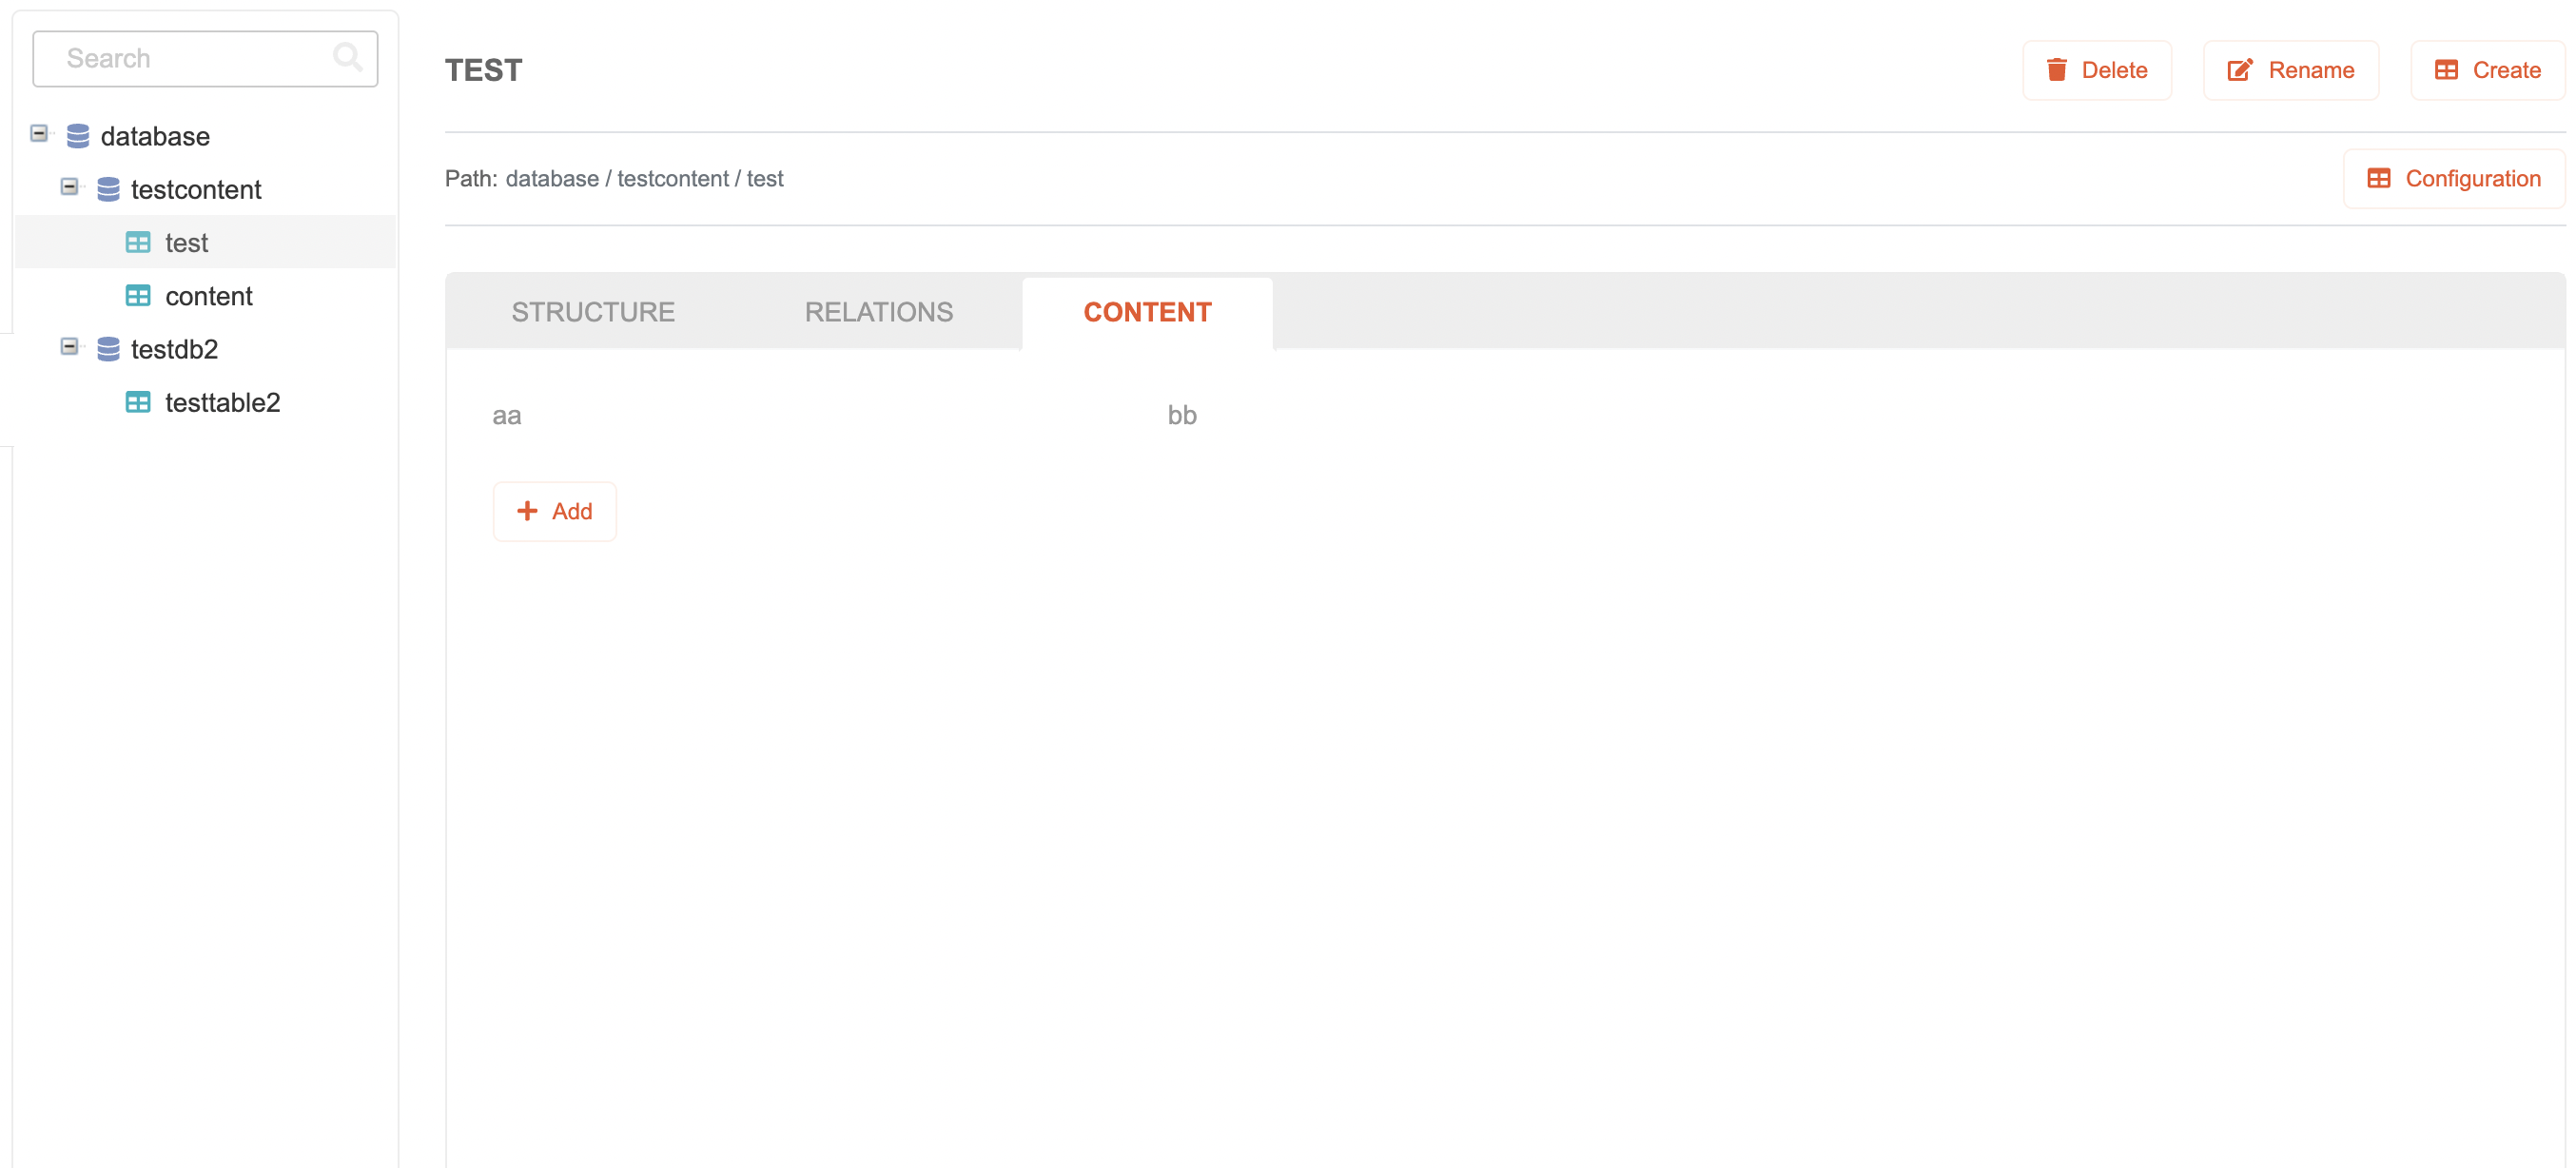 Search
database
testcontent
test
content
testdb2
testtable2
TEST
Delete
Rename
Create
Path: database / testcontent / test
Configuration
STRUCTURE
RELATIONS
CONTENT
aa
bb
Add